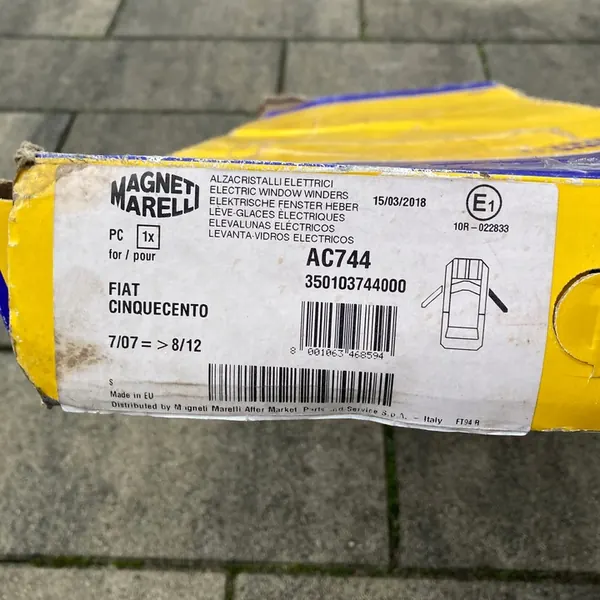 MAGNETI
MARELLI
ALZACRISTALLI ELETTRICI
ELECTRIC WINDOW WINDERS
ELEKTRISCHE FENSTER HEBER
LÈVE-GLACES ÉLECTRIQUES
ELEVALUNAS ELÉCTRICOS
LEVANTA-VIDROS ELECTRICOS
15/03/2018
E1
10R-022833
PC 1x
for / pour
AC744
350103744000
FIAT
CINQUECENTO
7/07 = > 8/12
8 001063 468594
S
Made in EU
Distributed by Magneti Marelli After Market Parts and Service S.p.A. - Italy
FT94 R